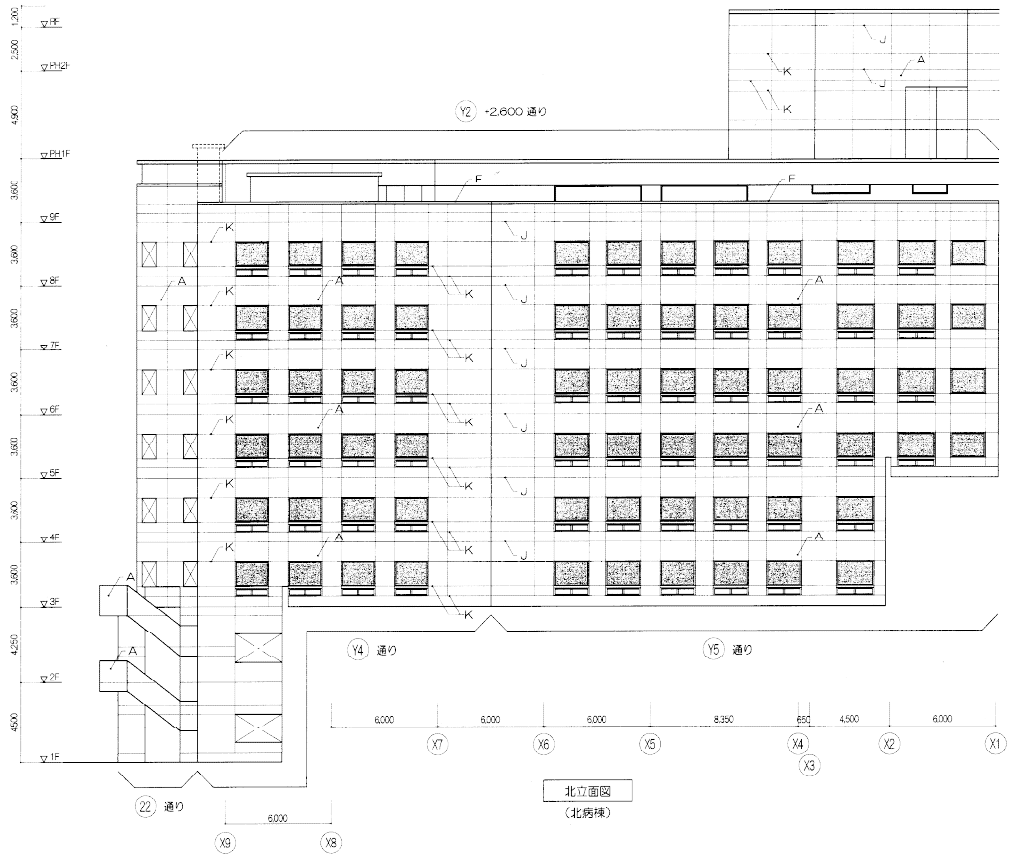 1,200
RF
2,500
PH2F
4,900
PH1F
3,600
9F
3,600
8F
3,600
7F
3,600
6F
3,600
5F
3,600
4F
3,600
3F
4,250
2F
4,500
1F
J
A
K
J
K
Y2 +2,600 通り
F
F
K
J
A
K
A
A
K
J
K
K
J
A
K
A
K
J
K
K
J
A
K
A
K
J
K
A
A
K
Y4 通り
Y5 通り
6,000
6,000
6,000
8,350
650
4,500
6,000
X7
X6
X5
X4
X3
X2
X1
22 通り
北立面図
(北病棟)
6,000
X9
X8